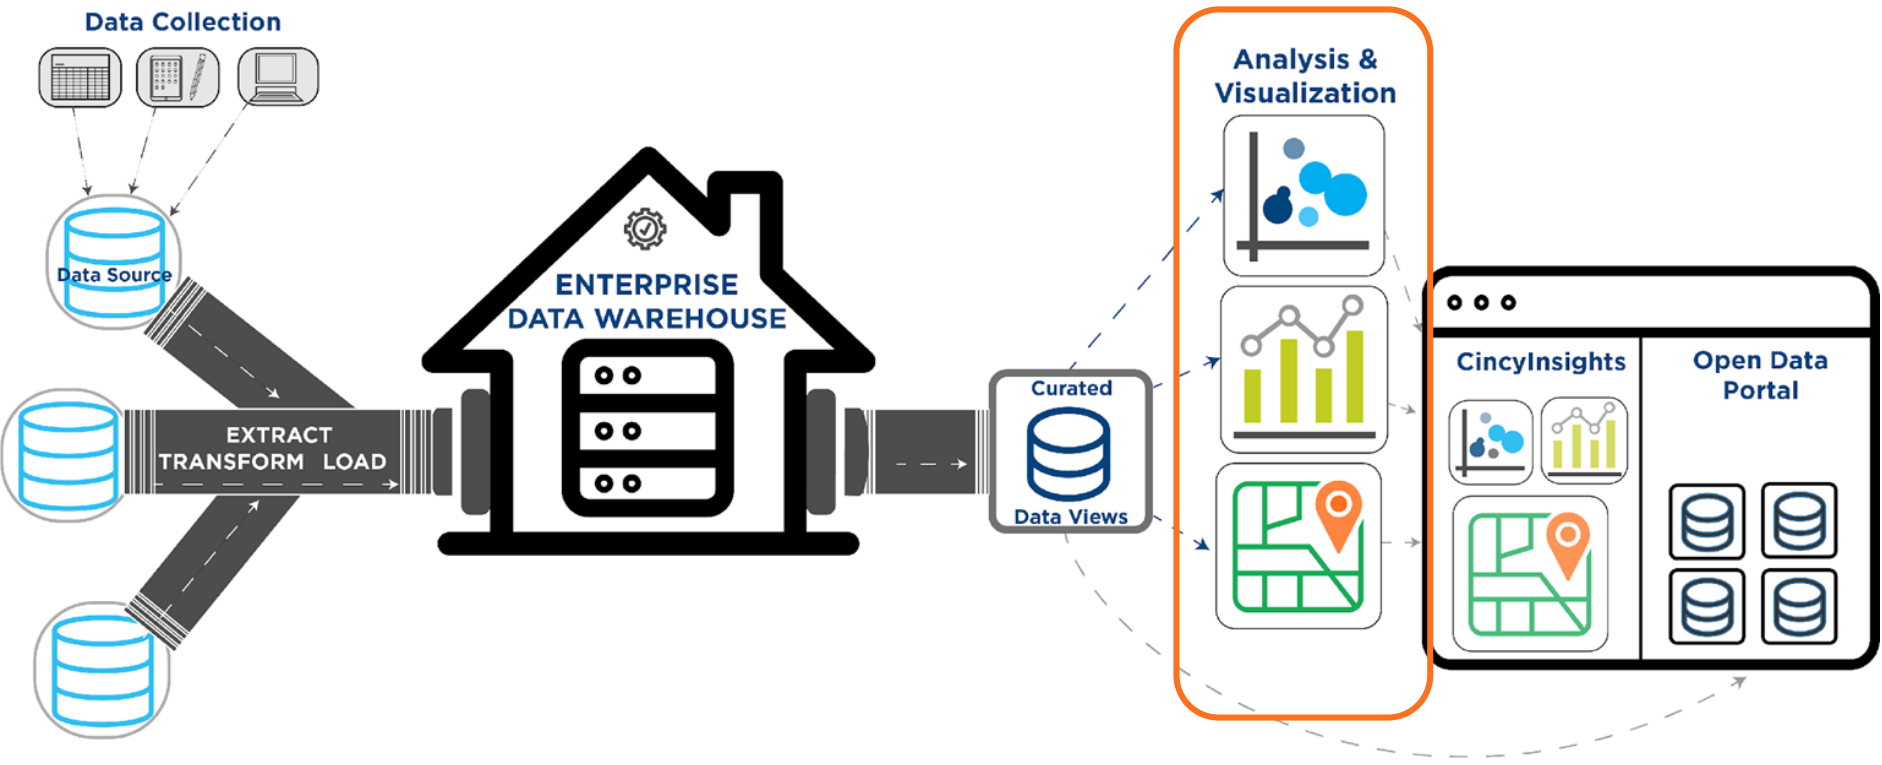 Data Collection
Data Source
EXTRACT
TRANSFORM LOAD
ENTERPRISE
DATA WAREHOUSE
Curated
Data Views
Analysis &
Visualization
CincyInsights
Open Data
Portal